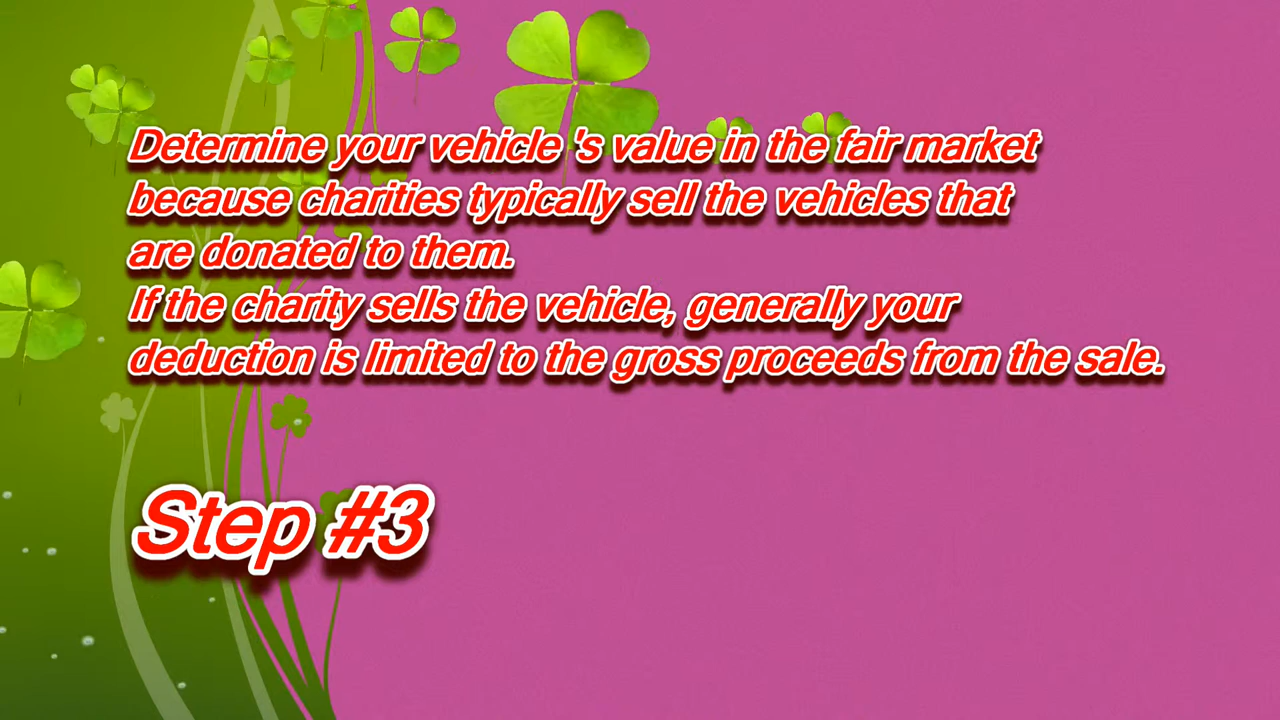 Determine your vehicle 's value in the fair market
because charities typically sell the vehicles that
are donated to them.
If the charity sells the vehicle, generally your
deduction is limited to the gross proceeds from the sale.
Step #3